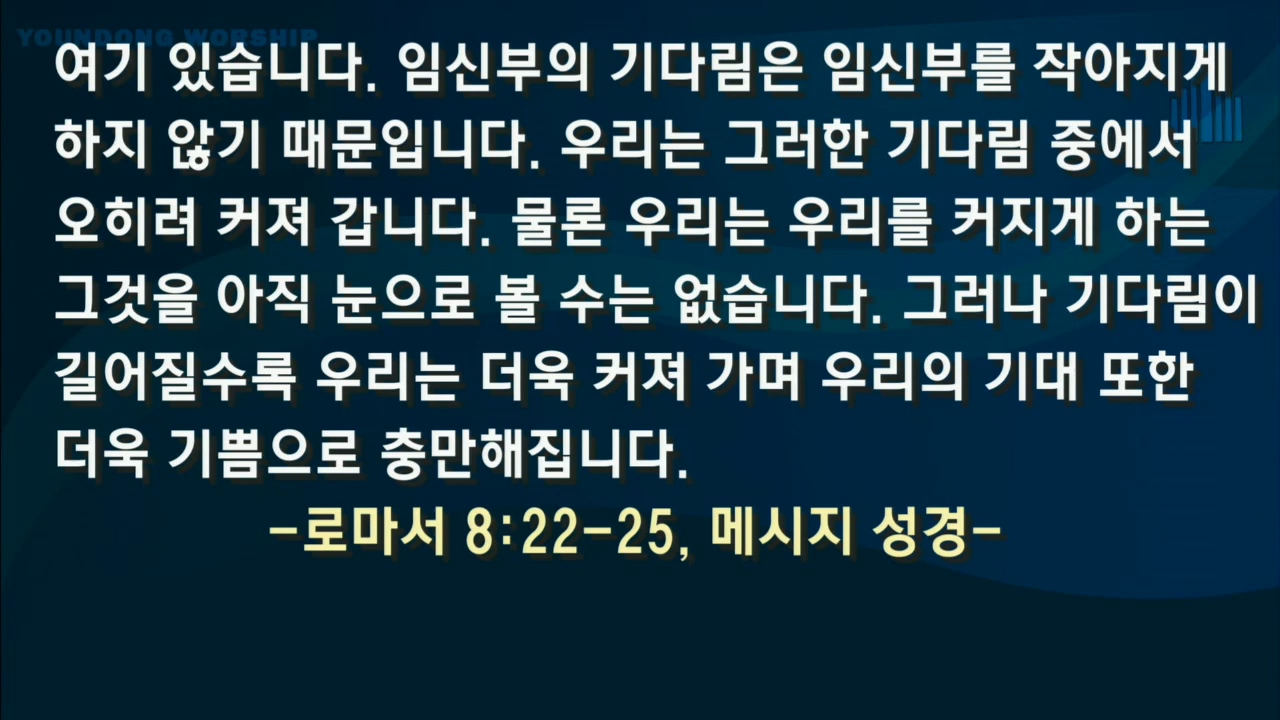 YOUNDONG WORSHIP
여기 있습니다. 임신부의 기다림은 임신부를 작아지게
하지 않기 때문입니다. 우리는 그러한 기다림 중에서
오히려 커져 갑니다. 물론 우리는 우리를 커지게 하는
그것을 아직 눈으로 볼 수는 없습니다. 그러나 기다림이
길어질수록 우리는 더욱 커져 가며 우리의 기대 또한
더욱 기쁨으로 충만해집니다.
-로마서 8:22-25, 메시지 성경-